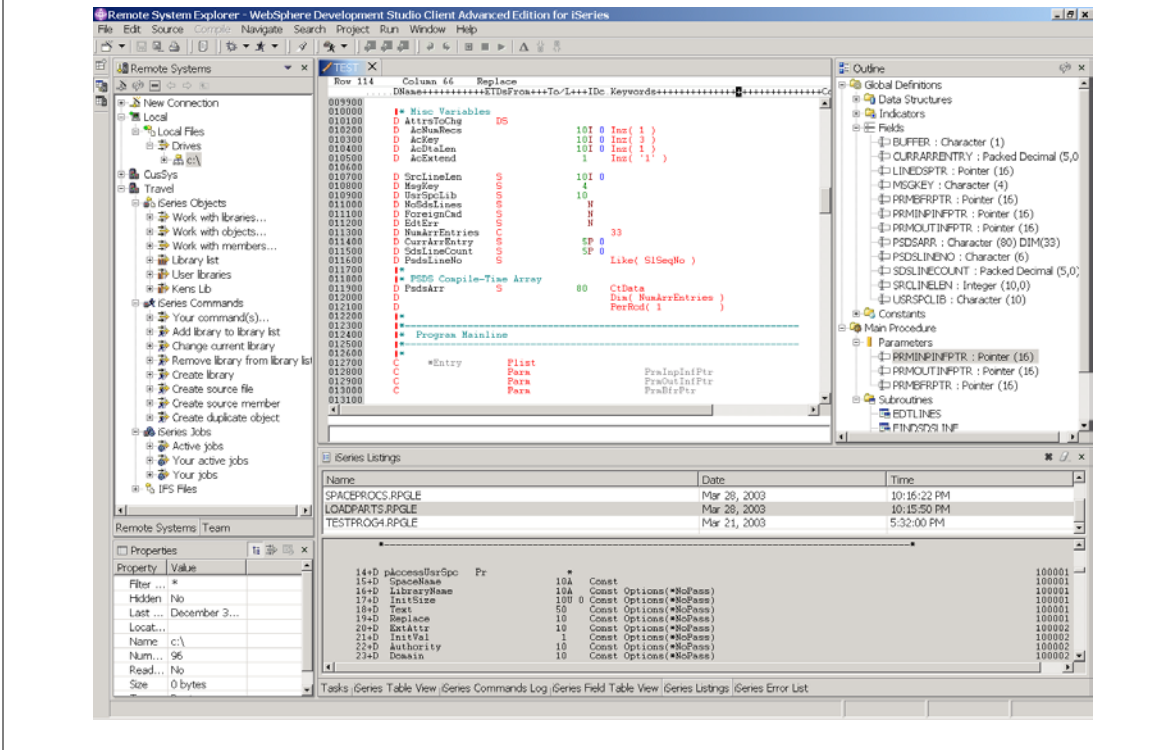 Remote System Explorer - WebSphere Development Studio Client Advanced Edition for iSeries
File Edit Source Compile Navigate Search Project Run Window Help
Remote Systems
New Connection
Local
Local Files
Drives
c:\
CusSys
Travel
iSeries Objects
Work with libraries...
Work with objects...
Work with members...
Library list
User libraries
Kens Lib
iSeries Commands
Your command(s)...
Add library to library list
Change current library
Remove library from library list
Create library
Create source file
Create source member
Create duplicate object
iSeries Jobs
Active jobs
Your active jobs
Your jobs
IFS Files
Remote Systems Team
Properties
Property Value
Filter ... *
Hidden No
Last ... December 3...
Locat...
Name c:\
Num... 96
Read... No
Size 0 bytes
TEST
Row 114 Column 66 Replace
.....DName+++++++++++ETDsFrom+++To/L+++IDc.Keywords
009900
010000 |* Misc Variables
010100 D AttrsToChg DS
010200 D AcNumRecs 10I 0 Inz( 1 )
010300 D AcKey 10I 0 Inz( 3 )
010400 D AcDtaLen 10I 0 Inz( 1 )
010500 D AcExtend 1 Inz( '1' )
010600
010700 D SrcLineLen S 10I 0
010800 D MsgKey S 4
010900 D UsrSpcLib S 10
011000 D NoSdsLines S N
011100 D ForeignCmd S N
011200 D EdtErr S N
011300 D NumArrEntries C 33
011400 D CurrArrEntry S 5P 0
011500 D SdsLineCount S 5P 0
011600 D PsdsLineNo S Like( SlSeqNo )
011700 |*
011800 |* PSDS Compile-Time Array
011900 D PsdsArr S 80 CtData
012000 D Dim( NumArrEntries )
012100 D PerRcd( 1 )
012200 |*
012300 |*
012400 |* Program Mainline
012500 |*
012600 |*
012700 C *Entry Plist
012800 C Parm PrmInpInfPtr
012900 C Parm PrmOutInfPtr
013000 C Parm PrmBfrPtr
013100
Outline
Global Definitions
Data Structures
Indicators
Fields
BUFFER : Character (1)
CURRARRENTRY : Packed Decimal (5,0
LINEDSPTR : Pointer (16)
MSGKEY : Character (4)
PRMBFRPTR : Pointer (16)
PRMINPINFPTR : Pointer (16)
PRMOUTINFPTR : Pointer (16)
PSDSARR : Character (80) DIM(33)
PSDSLINENO : Character (6)
SDSLINECOUNT : Packed Decimal (5,0)
SRCLINELEN : Integer (10,0)
USRSPCLIB : Character (10)
Constants
Main Procedure
Parameters
PRMINPINFPTR : Pointer (16)
PRMOUTINFPTR : Pointer (16)
PRMBFRPTR : Pointer (16)
Subroutines
EDTLINES
FINDSDSLINE
iSeries Listings
Name Date Time
SPACEPROCS.RPGLE Mar 28, 2003 10:16:22 PM
LOADPARTS.RPGLE Mar 28, 2003 10:15:50 PM
TESTPROG4.RPGLE Mar 21, 2003 5:32:00 PM
14+D pAccessUsrSpc Pr *
15+D SpaceName 10A Const 100001
16+D LibraryName 10A Const Options(*NoPass) 100001
17+D InitSize 10U 0 Const Options(*NoPass) 100001
18+D Text 50 Const Options(*NoPass) 100001
19+D Replace 10 Const Options(*NoPass) 100001
20+D ExtAttr 10 Const Options(*NoPass) 100002
21+D InitVal 1 Const Options(*NoPass) 100002
22+D Authority 10 Const Options(*NoPass) 100002
23+D Domain 10 Const Options(*NoPass) 100002
Tasks iSeries Table View iSeries Commands Log iSeries Field Table View iSeries Listings iSeries Error List